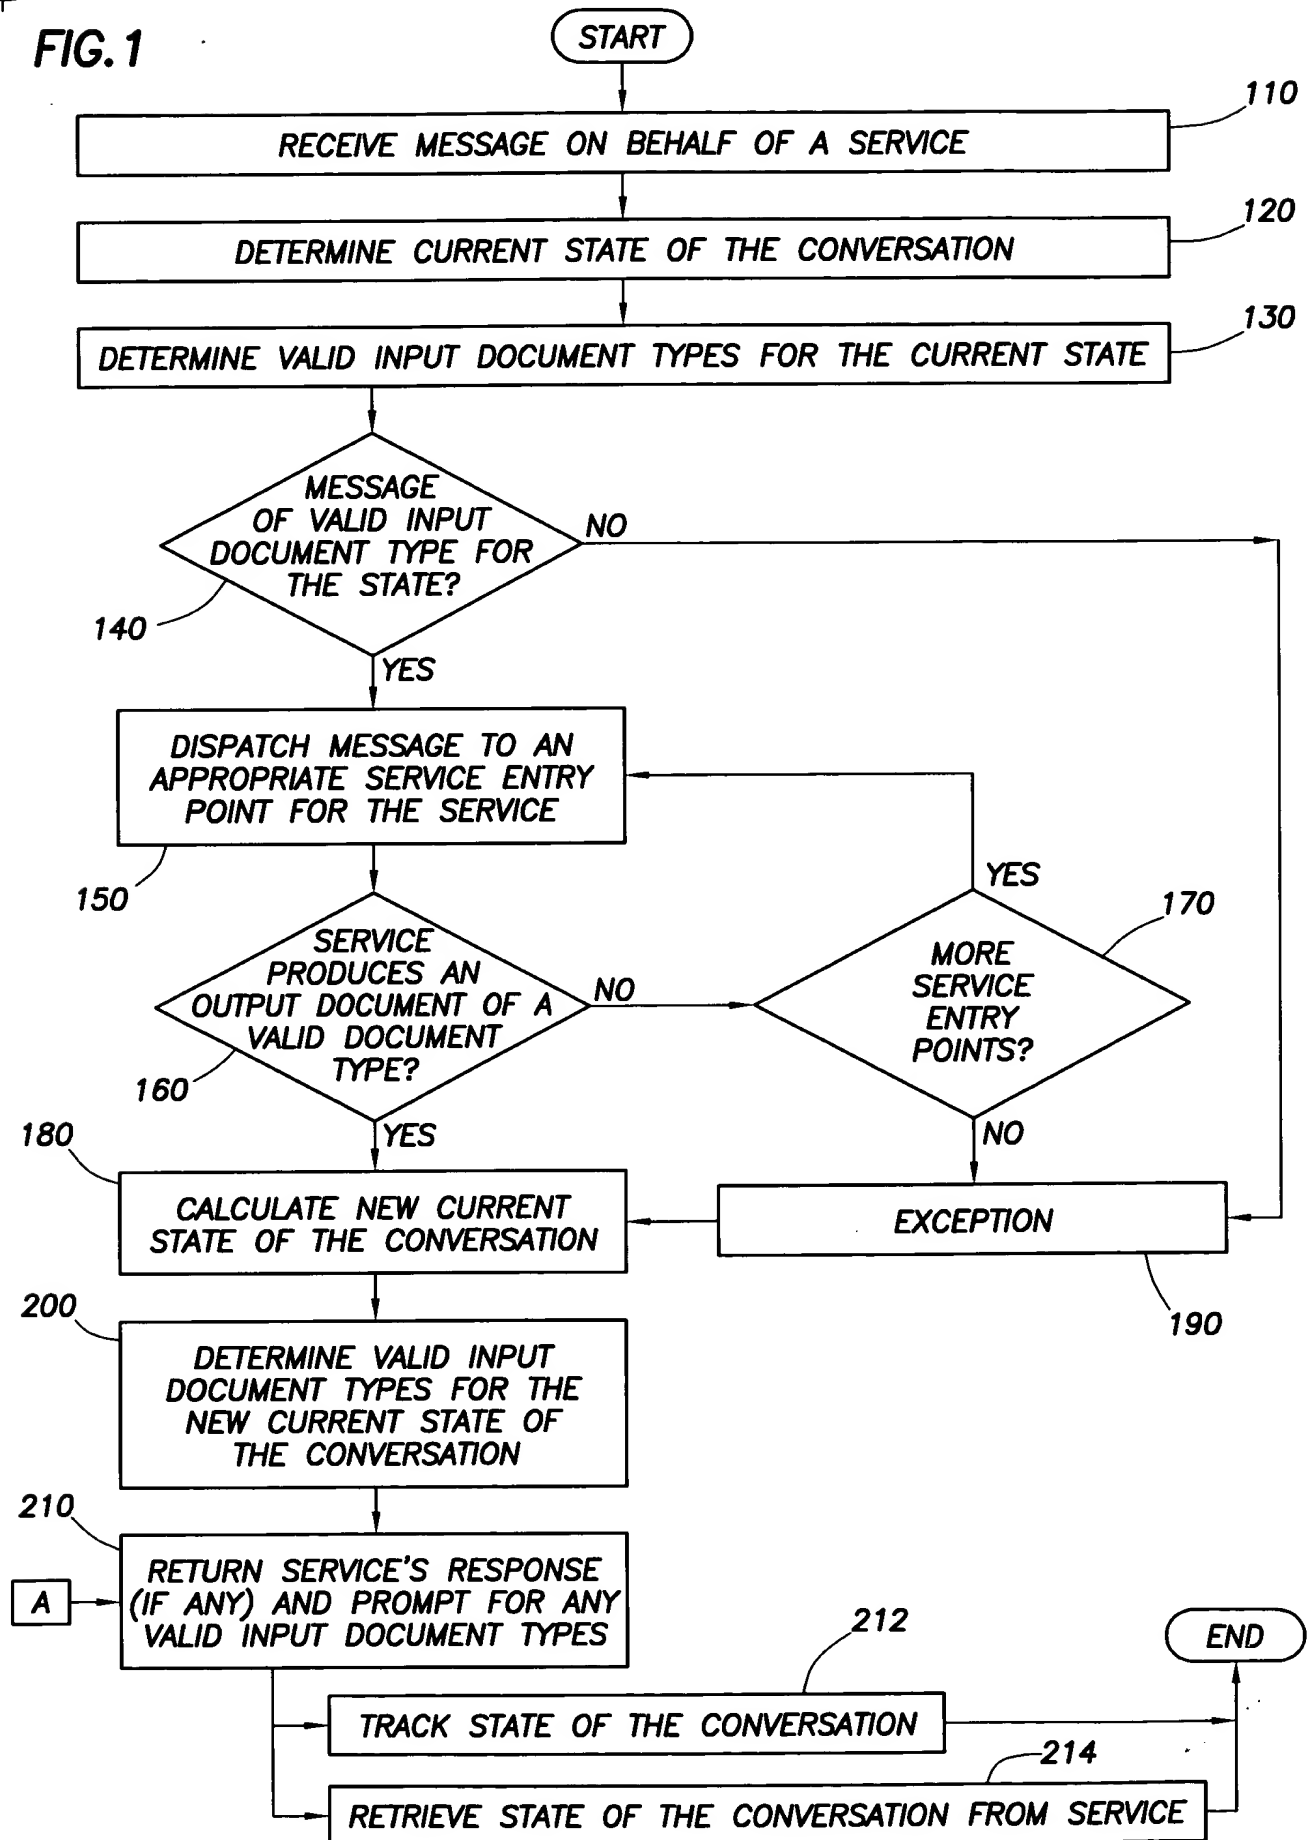 FIG. 1
START
110
RECEIVE MESSAGE ON BEHALF OF A SERVICE
120
DETERMINE CURRENT STATE OF THE CONVERSATION
130
DETERMINE VALID INPUT DOCUMENT TYPES FOR THE CURRENT STATE
MESSAGE
OF VALID INPUT
DOCUMENT TYPE FOR
THE STATE?
NO
140
YES
DISPATCH MESSAGE TO AN
APPROPRIATE SERVICE ENTRY
POINT FOR THE SERVICE
150
YES
170
SERVICE
PRODUCES AN
OUTPUT DOCUMENT OF A
VALID DOCUMENT
TYPE?
NO
MORE
SERVICE
ENTRY
POINTS?
160
YES
NO
180
CALCULATE NEW CURRENT
STATE OF THE CONVERSATION
EXCEPTION
190
200
DETERMINE VALID INPUT
DOCUMENT TYPES FOR THE
NEW CURRENT STATE OF
THE CONVERSATION
210
RETURN SERVICE'S RESPONSE
(IF ANY) AND PROMPT FOR ANY
VALID INPUT DOCUMENT TYPES
A
212
END
TRACK STATE OF THE CONVERSATION
214
RETRIEVE STATE OF THE CONVERSATION FROM SERVICE